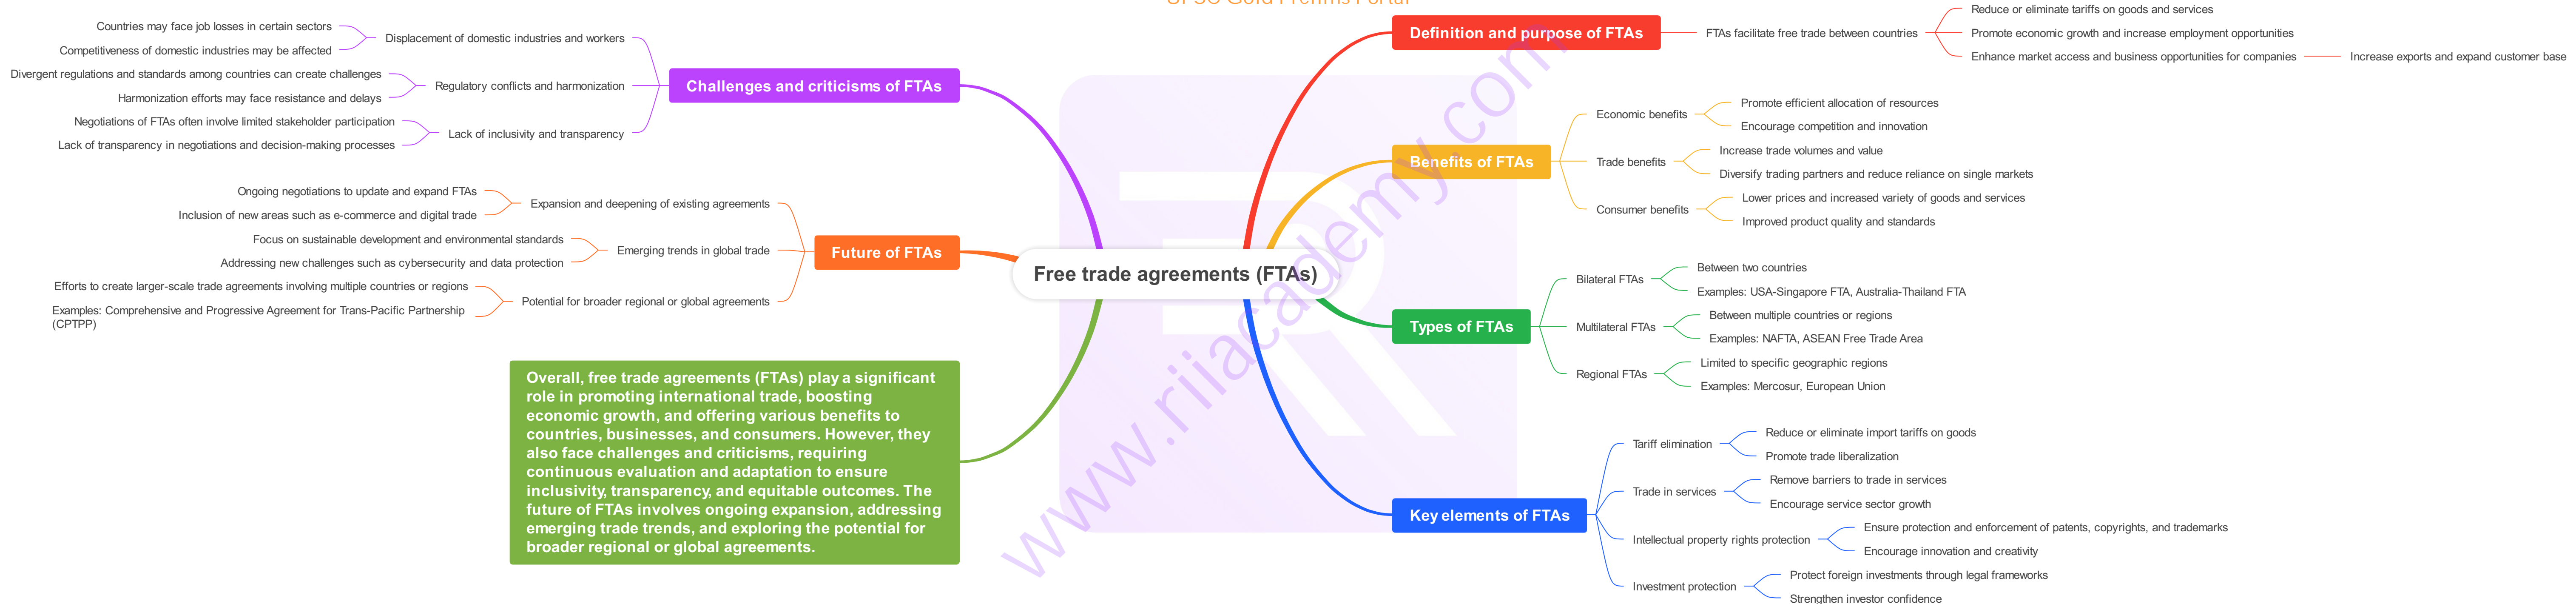 UPSC Gold Prelims Portal
Free trade agreements (FTAs)
Definition and purpose of FTAs
FTAs facilitate free trade between countries
Reduce or eliminate tariffs on goods and services
Promote economic growth and increase employment opportunities
Enhance market access and business opportunities for companies
Increase exports and expand customer base
Benefits of FTAs
Economic benefits
Promote efficient allocation of resources
Encourage competition and innovation
Trade benefits
Increase trade volumes and value
Diversify trading partners and reduce reliance on single markets
Consumer benefits
Lower prices and increased variety of goods and services
Improved product quality and standards
Types of FTAs
Bilateral FTAs
Between two countries
Examples: USA-Singapore FTA, Australia-Thailand FTA
Multilateral FTAs
Between multiple countries or regions
Examples: NAFTA, ASEAN Free Trade Area
Regional FTAs
Limited to specific geographic regions
Examples: Mercosur, European Union
Key elements of FTAs
Tariff elimination
Reduce or eliminate import tariffs on goods
Promote trade liberalization
Trade in services
Remove barriers to trade in services
Encourage service sector growth
Intellectual property rights protection
Ensure protection and enforcement of patents, copyrights, and trademarks
Encourage innovation and creativity
Investment protection
Protect foreign investments through legal frameworks
Strengthen investor confidence
Challenges and criticisms of FTAs
Displacement of domestic industries and workers
Countries may face job losses in certain sectors
Competitiveness of domestic industries may be affected
Regulatory conflicts and harmonization
Divergent regulations and standards among countries can create challenges
Harmonization efforts may face resistance and delays
Lack of inclusivity and transparency
Negotiations of FTAs often involve limited stakeholder participation
Lack of transparency in negotiations and decision-making processes
Future of FTAs
Expansion and deepening of existing agreements
Ongoing negotiations to update and expand FTAs
Inclusion of new areas such as e-commerce and digital trade
Emerging trends in global trade
Focus on sustainable development and environmental standards
Addressing new challenges such as cybersecurity and data protection
Potential for broader regional or global agreements
Efforts to create larger-scale trade agreements involving multiple countries or regions
Examples: Comprehensive and Progressive Agreement for Trans-Pacific Partnership
(CPTPP)
Overall, free trade agreements (FTAs) play a significant
role in promoting international trade, boosting
economic growth, and offering various benefits to
countries, businesses, and consumers. However, they
also face challenges and criticisms, requiring
continuous evaluation and adaptation to ensure
inclusivity, transparency, and equitable outcomes. The
future of FTAs involves ongoing expansion, addressing
emerging trade trends, and exploring the potential for
broader regional or global agreements.